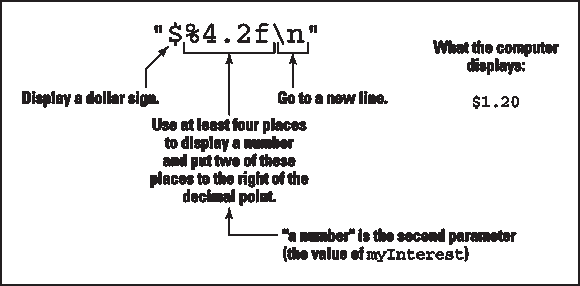 "$%4.2f\n"
What the computer
displays:
$1.20
Display a dollar sign.
Go to a new line.
Use at least four places
to display a number
and put two of these
places to the right of the
decimal point.
"a number" is the second parameter
(the value of myInterest)